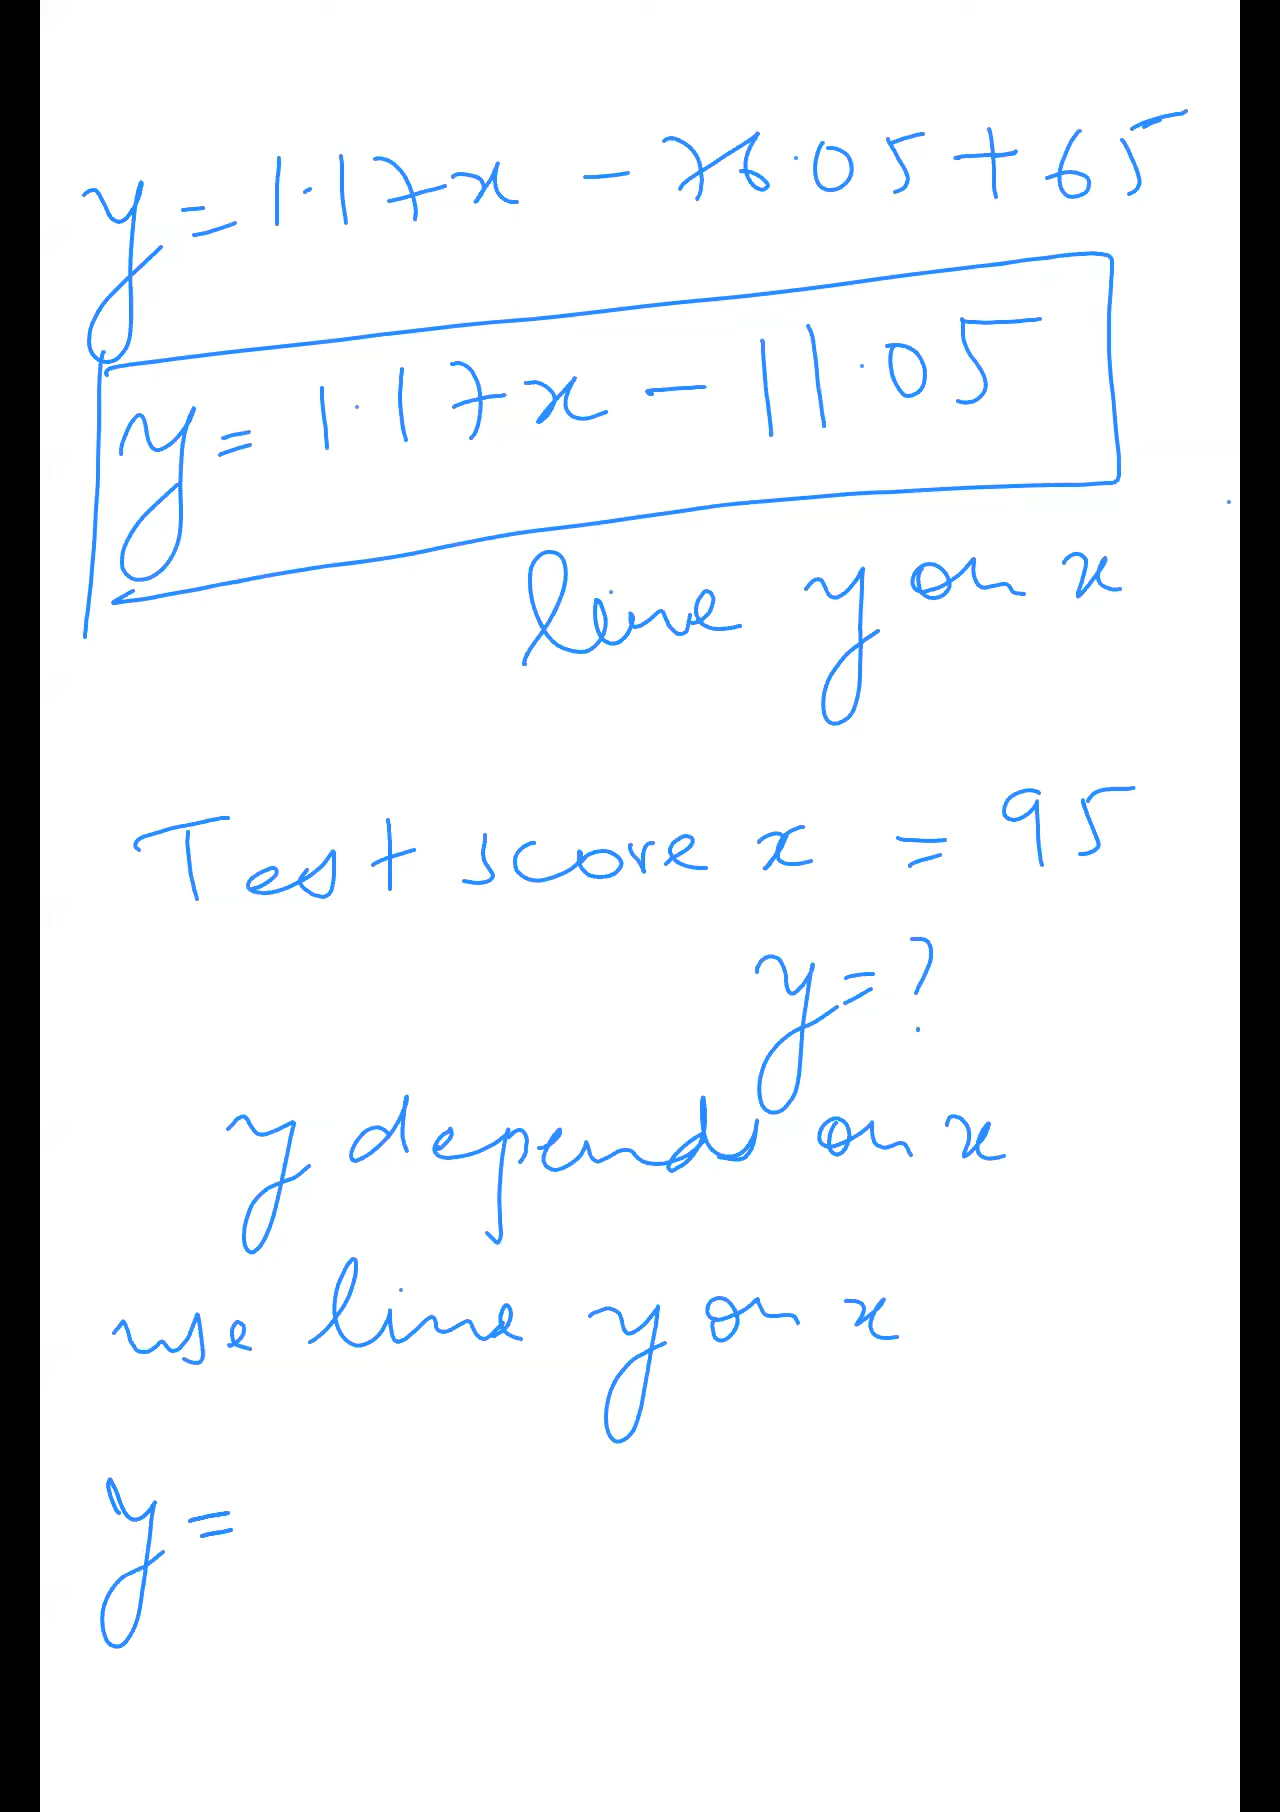 y = 1.17x - 76.05 + 65
y = 1.17x - 11.05
line y on x
Test score x = 95
y = ?
y depend on x
use line y on x
y =